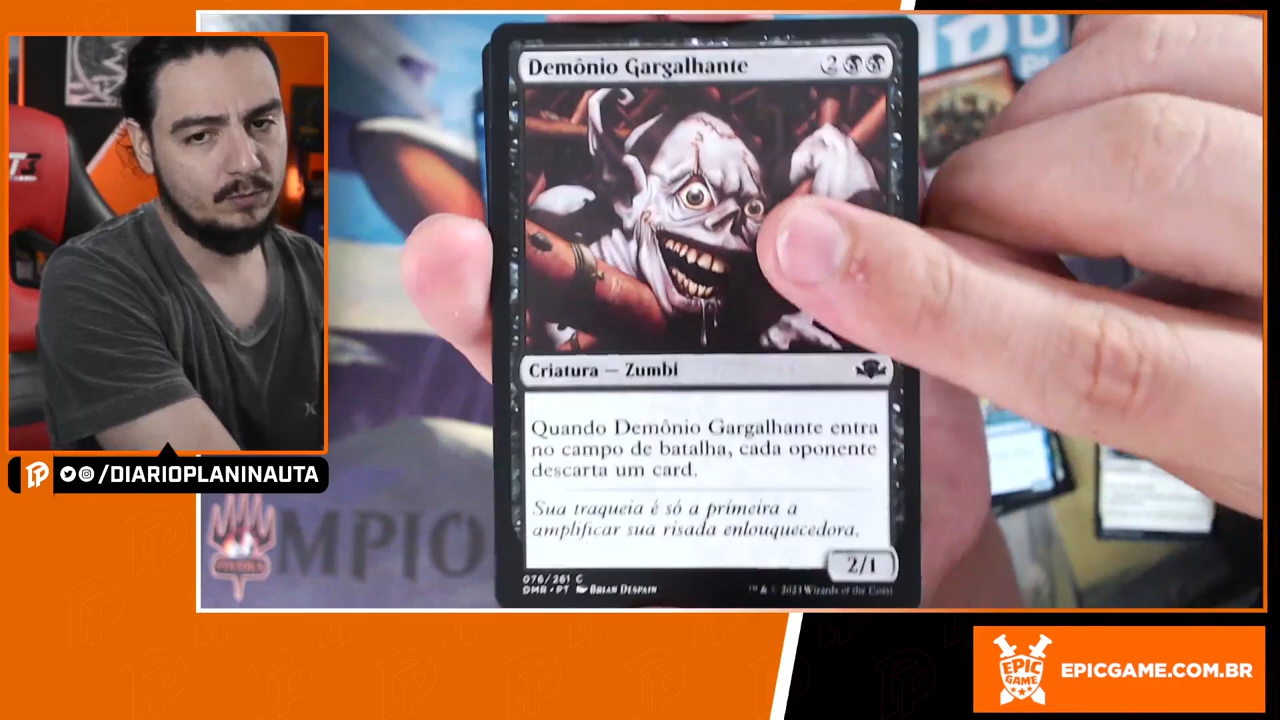 Demônio Gargalhante 2
Criatura — Zumbi
Quando Demônio Gargalhante entra
no campo de batalha, cada oponente
descarta um card.
Sua traqueia é só a primeira a
amplificar sua risada enlouquecedora.
2/1
076/261 C
DMR • PT BRIAN DESPAIN
™ & © 2023 Wizards of the Coast
/DIARIOPLANINAUTA
MPIO
EPIC
GAME
EPICGAME.COM.BR